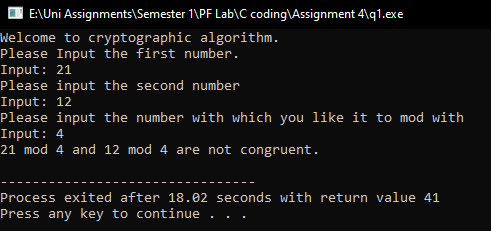 E:\Uni Assignments\Semester 1\PF Lab\C coding\Assignment 4\q1.exe
Welcome to cryptographic algorithm.
Please Input the first number.
Input: 21
Please input the second number
Input: 12
Please input the number with which you like it to mod with
Input: 4
21 mod 4 and 12 mod 4 are not congruent.
--------------------------------
Process exited after 18.02 seconds with return value 41
Press any key to continue . . .